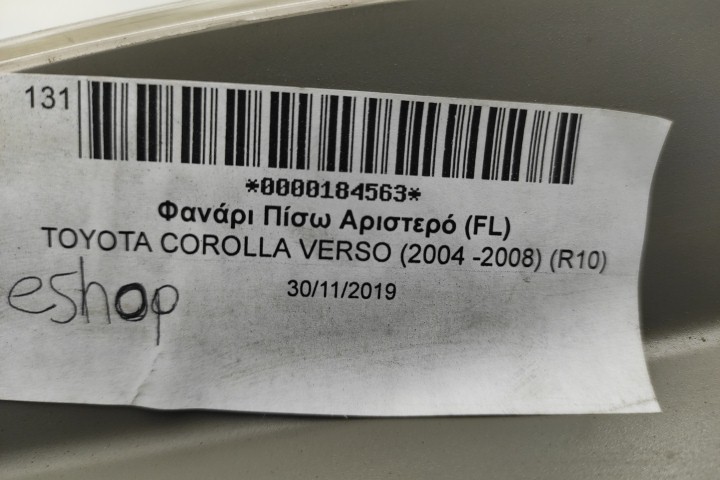 131
*0000184563*
Φανάρι Πίσω Αριστερό (FL)
TOYOTA COROLLA VERSO (2004 -2008) (R10)
eshop
30/11/2019